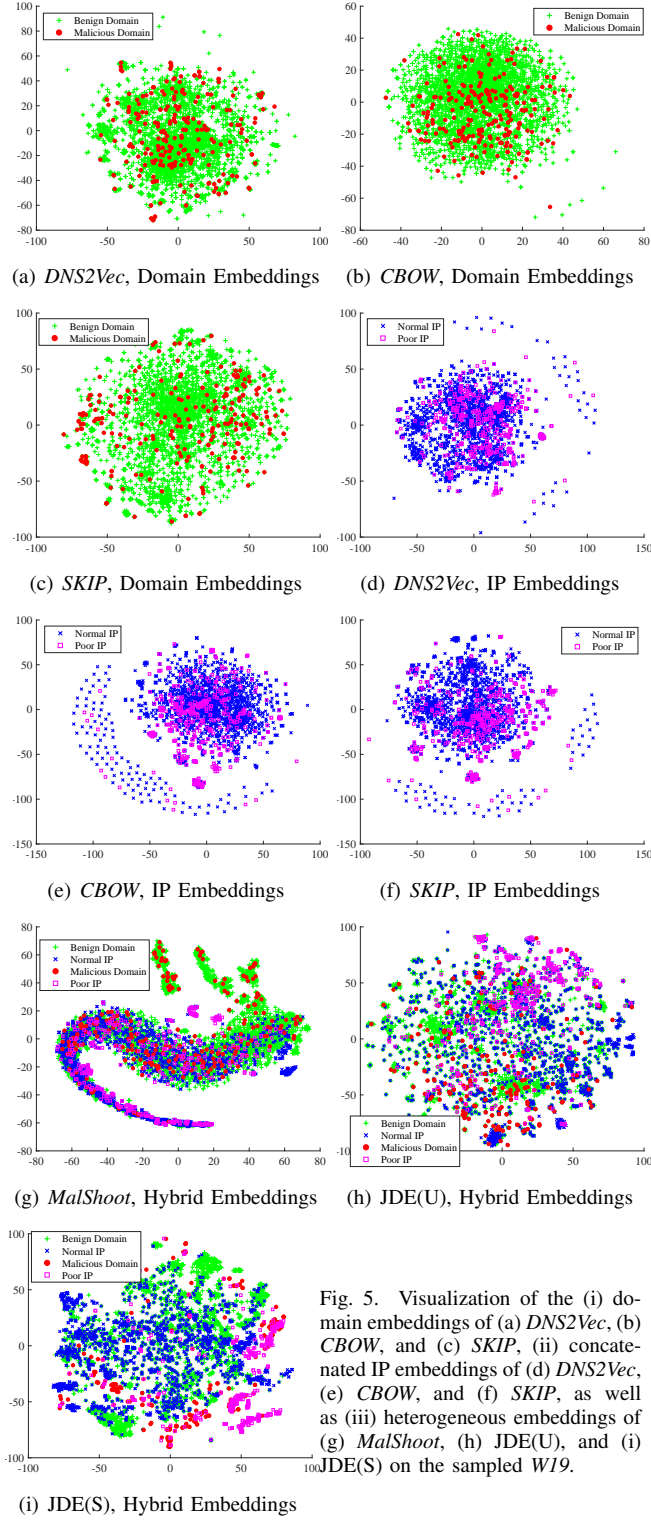 Benign Domain
Malicious Domain
100
80
60
40
20
0
-20
-40
-60
-80
-100 -50 0 50 100
(a) DNS2Vec, Domain Embeddings
Benign Domain
Malicious Domain
60
40
20
0
-20
-40
-60
-80
-60 -40 -20 0 20 40 60 80
(b) CBOW, Domain Embeddings
Benign Domain
Malicious Domain
100
50
0
-50
-100
-100 -50 0 50 100
(c) SKIP, Domain Embeddings
Normal IP
Poor IP
100
50
0
-50
-100
-100 -50 0 50 100 150
(d) DNS2Vec, IP Embeddings
Normal IP
Poor IP
100
50
0
-50
-100
-150
-150 -100 -50 0 50 100
(e) CBOW, IP Embeddings
Normal IP
Poor IP
100
50
0
-50
-100
-150
-100 -50 0 50 100 150
(f) SKIP, IP Embeddings
Benign Domain
Normal IP
Malicious Domain
Poor IP
80
60
40
20
0
-20
-40
-60
-80
-80 -60 -40 -20 0 20 40 60 80
(g) MalShoot, Hybrid Embeddings
100
50
0
-50
Benign Domain
Normal IP
Malicious Domain
Poor IP
0 100
(h) JDE(U), Hybrid Embeddings
Benign Domain
Normal IP
Malicious Domain
Poor IP
100
50
0
-50
-100
-100 -50 0 50 100
(i) JDE(S), Hybrid Embeddings
Fig. 5. Visualization of the (i) do-
main embeddings of (a) DNS2Vec, (b)
CBOW, and (c) SKIP, (ii) concate-
nated IP embeddings of (d) DNS2Vec,
(e) CBOW, and (f) SKIP, as well
as (iii) heterogeneous embeddings of
(g) MalShoot, (h) JDE(U), and (i)
JDE(S) on the sampled W19.